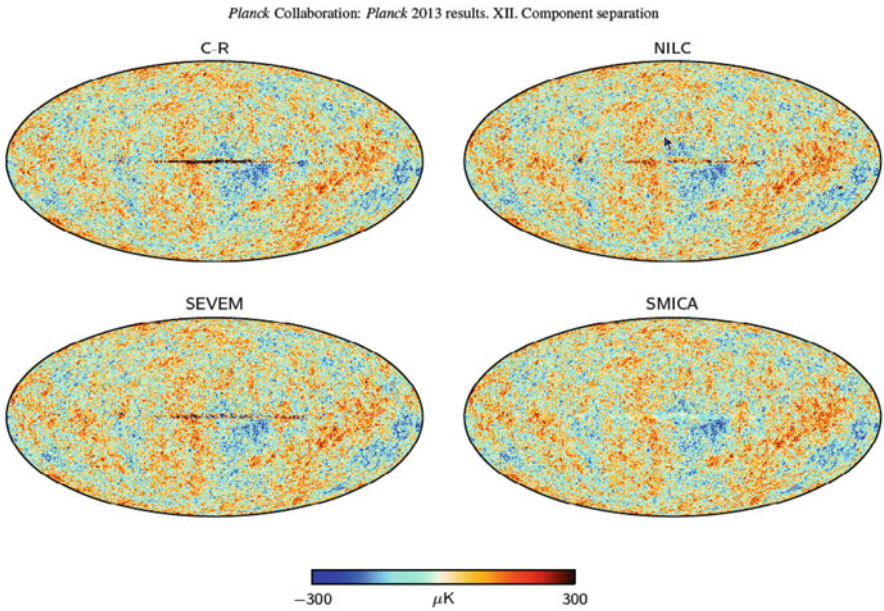 Planck Collaboration: Planck 2013 results. XII. Component separation
C-R NILC
SEVEM SMICA
−300 μK 300